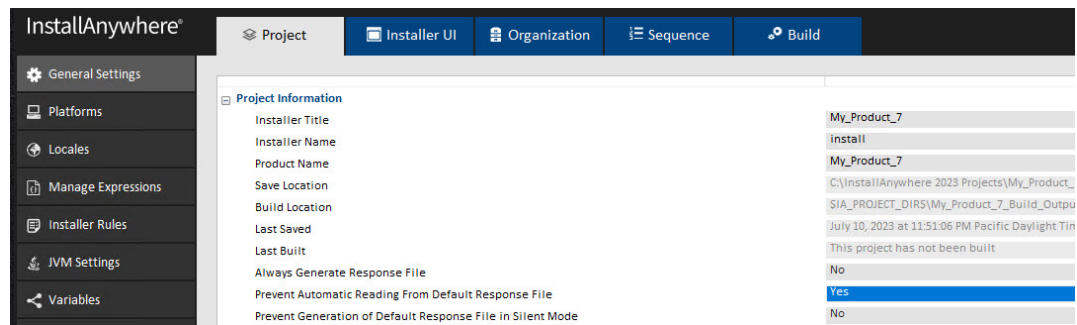 InstallAnywhere®
Project Installer UI Organization Sequence Build
General Settings
Platforms
Locales
Manage Expressions
Installer Rules
JVM Settings
Variables
Project Information
Installer Title My_Product_7
Installer Name install
Product Name My_Product_7
Save Location C:\InstallAnywhere 2023 Projects\My_Product_
Build Location $IA_PROJECT_DIRS\My_Product_7_Build_Outpu
Last Saved July 10, 2023 at 11:51:06 PM Pacific Daylight Tim
Last Built This project has not been built
Always Generate Response File No
Prevent Automatic Reading From Default Response File Yes
Prevent Generation of Default Response File in Silent Mode No